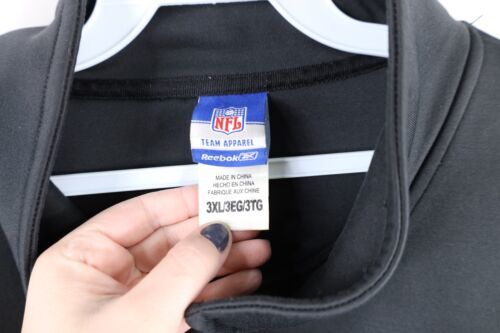 NFL
TEAM APPAREL
Reebok
MADE IN CHINA
HECHO EN CHINA
FABRIQUE AUX CHINE
3XL/3EG/3TG